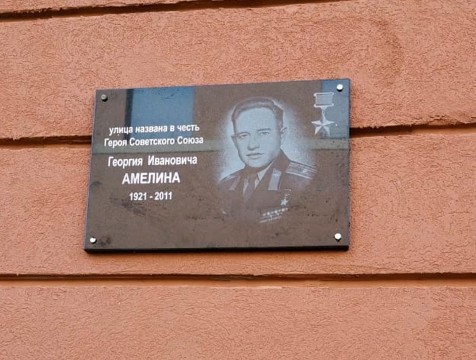 улица названа в честь
Героя Советского Союза
Георгия Ивановича
АМЕЛИНА
1921 - 2011